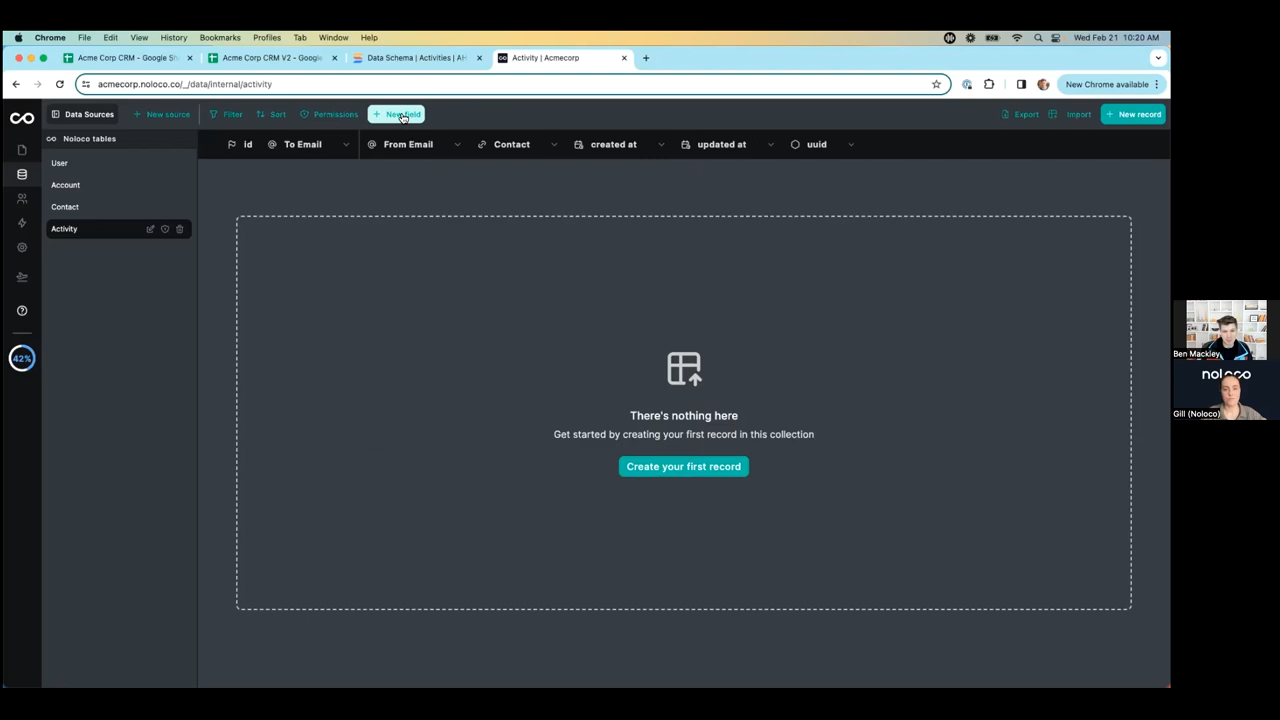 Chrome File Edit View History Bookmarks Profiles Tab Window Help Wed Feb 21 10:20 AM
Acme Corp CRM - Google Sh Acme Corp CRM V2 - Google Data Schema | Activities | AH Activity | Acmecorp
acmecorp.noloco.co/_/data/internal/activity New Chrome available
Data Sources + New source Filter Sort Permissions + New field Export Import + New record
Noloco tables
id To Email From Email Contact created at updated at uuid
User
Account
Contact
Activity
42%
There's nothing here
Get started by creating your first record in this collection
Create your first record
Ben Mackley
noloco
Gill (Noloco)